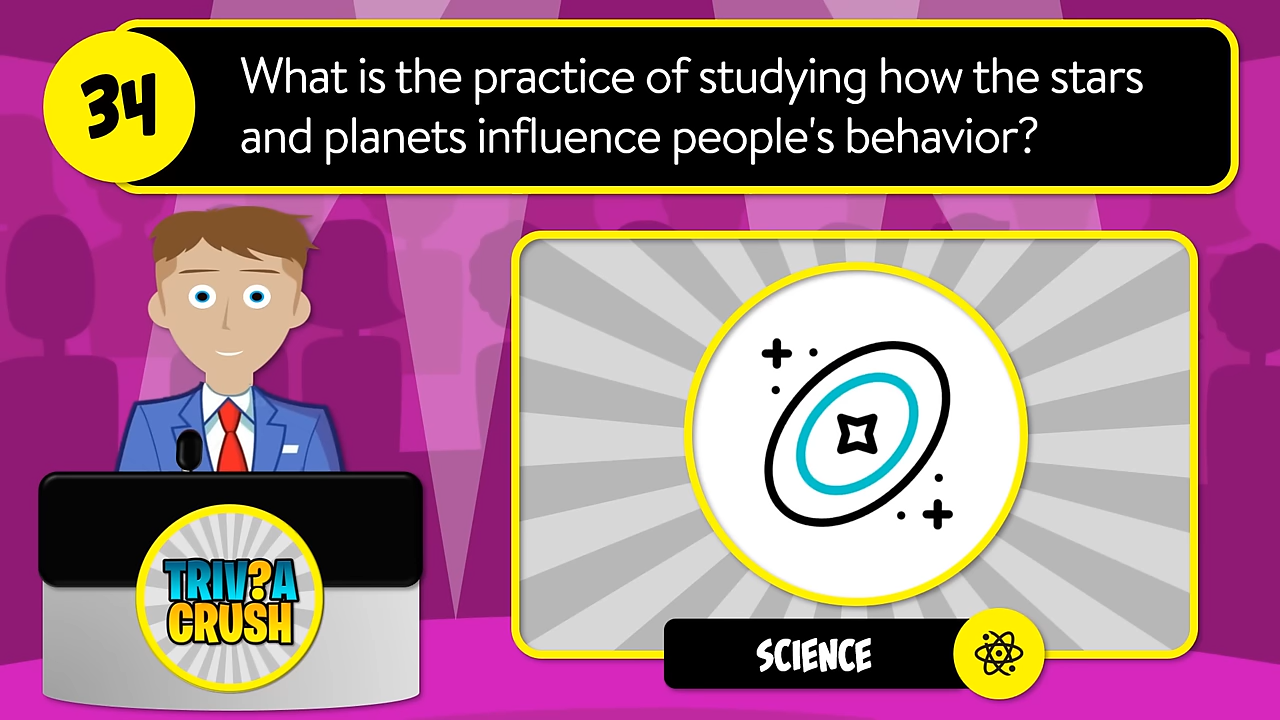 34
What is the practice of studying how the stars
and planets influence people's behavior?
TRIV?A
CRUSH
SCIENCE